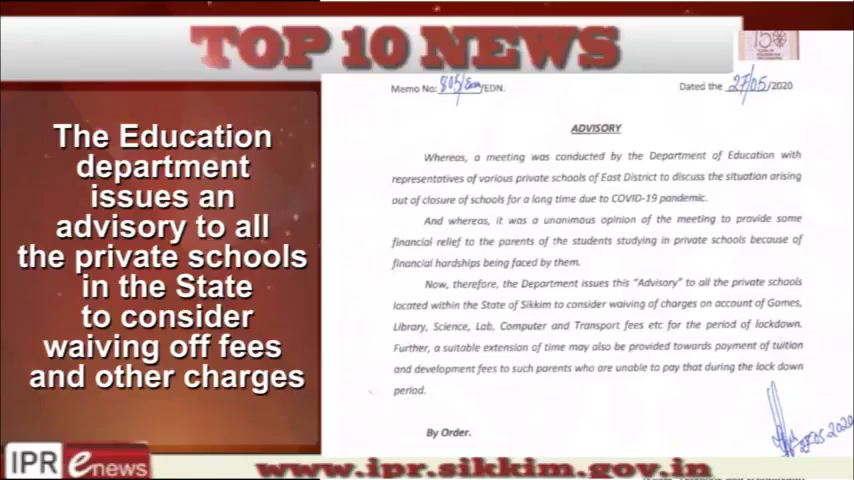 TOP 10 NEWS
The Education
department
issues an
advisory to all
the private schools
in the State
to consider
waiving off fees
and other charges
Memo No: 805/Edn/EDN.
Dated the 27/05/2020
ADVISORY
Whereas, a meeting was conducted by the Department of Education with
representatives of various private schools of East District to discuss the situation arising
out of closure of schools for a long time due to COVID-19 pandemic.
And whereas, it was a unanimous opinion of the meeting to provide some
financial relief to the parents of the students studying in private schools because of
financial hardships being faced by them.
Now, therefore, the Department issues this "Advisory" to all the private schools
located within the State of Sikkim to consider waiving of charges on account of Games,
Library, Science, Lab, Computer and Transport fees etc for the period of lockdown.
Further, a suitable extension of time may also be provided towards payment of tuition
and development fees to such parents who are unable to pay that during the lock down
period.
By Order.
IPR enews
www.ipr.sikkim.gov.in